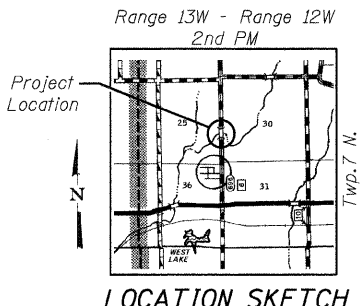 Range 13W - Range 12W
2nd PM
Project
Location
25
30
Twp. 7 N.
N
36
31
WEST
LAKE
LOCATION SKETCH